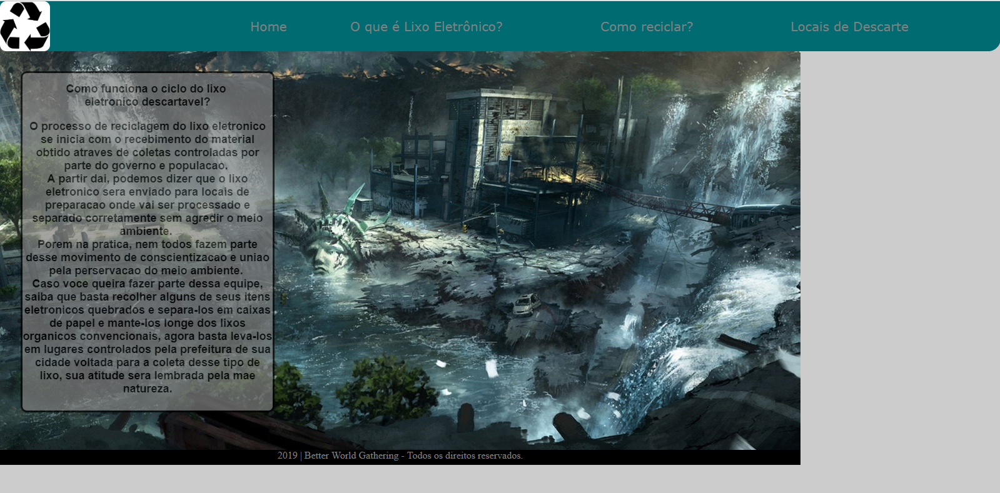 Home O que é Lixo Eletrônico? Como reciclar? Locais de Descarte
Como funciona o ciclo do lixo
eletronico descartavel?
O processo de reciclagem do lixo eletronico
se inicia com o recebimento do material
obtido atraves de coletas controladas por
parte do governo e populacao.
A partir dai, podemos dizer que o lixo
eletronico sera enviado para locais de
preparacao onde vai ser processado e
separado corretamente sem agredir o meio
ambiente.
Porem na pratica, nem todos fazem parte
desse movimento de conscientizacao e uniao
pela perservacao do meio ambiente.
Caso voce queira fazer parte dessa equipe,
saiba que basta recolher alguns de seus itens
eletronicos quebrados e separa-los em caixas
de papel e mante-los longe dos lixos
organicos convencionais, agora basta leva-los
em lugares controlados pela prefeitura de sua
cidade voltada para a coleta desse tipo de
lixo, sua atitude sera lembrada pela mae
natureza.
2019 | Better World Gathering - Todos os direitos reservados.